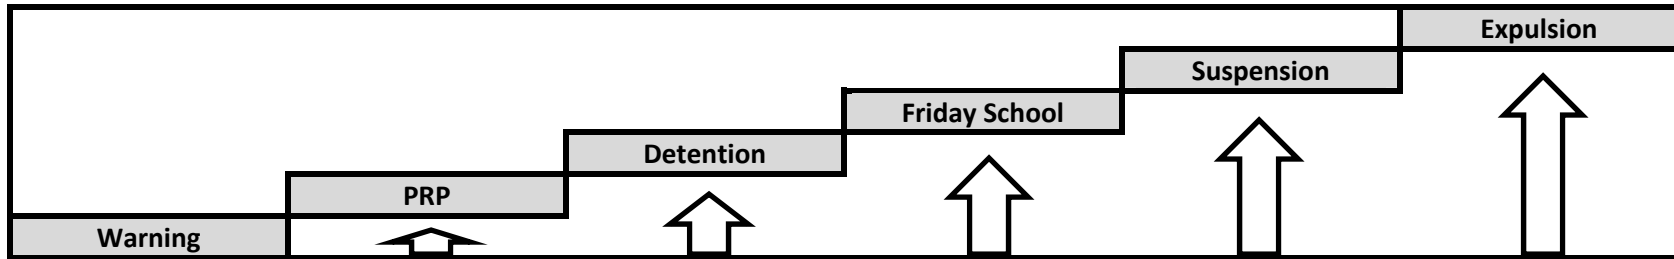 Expulsion
Suspension
Friday School
Detention
PRP
Warning